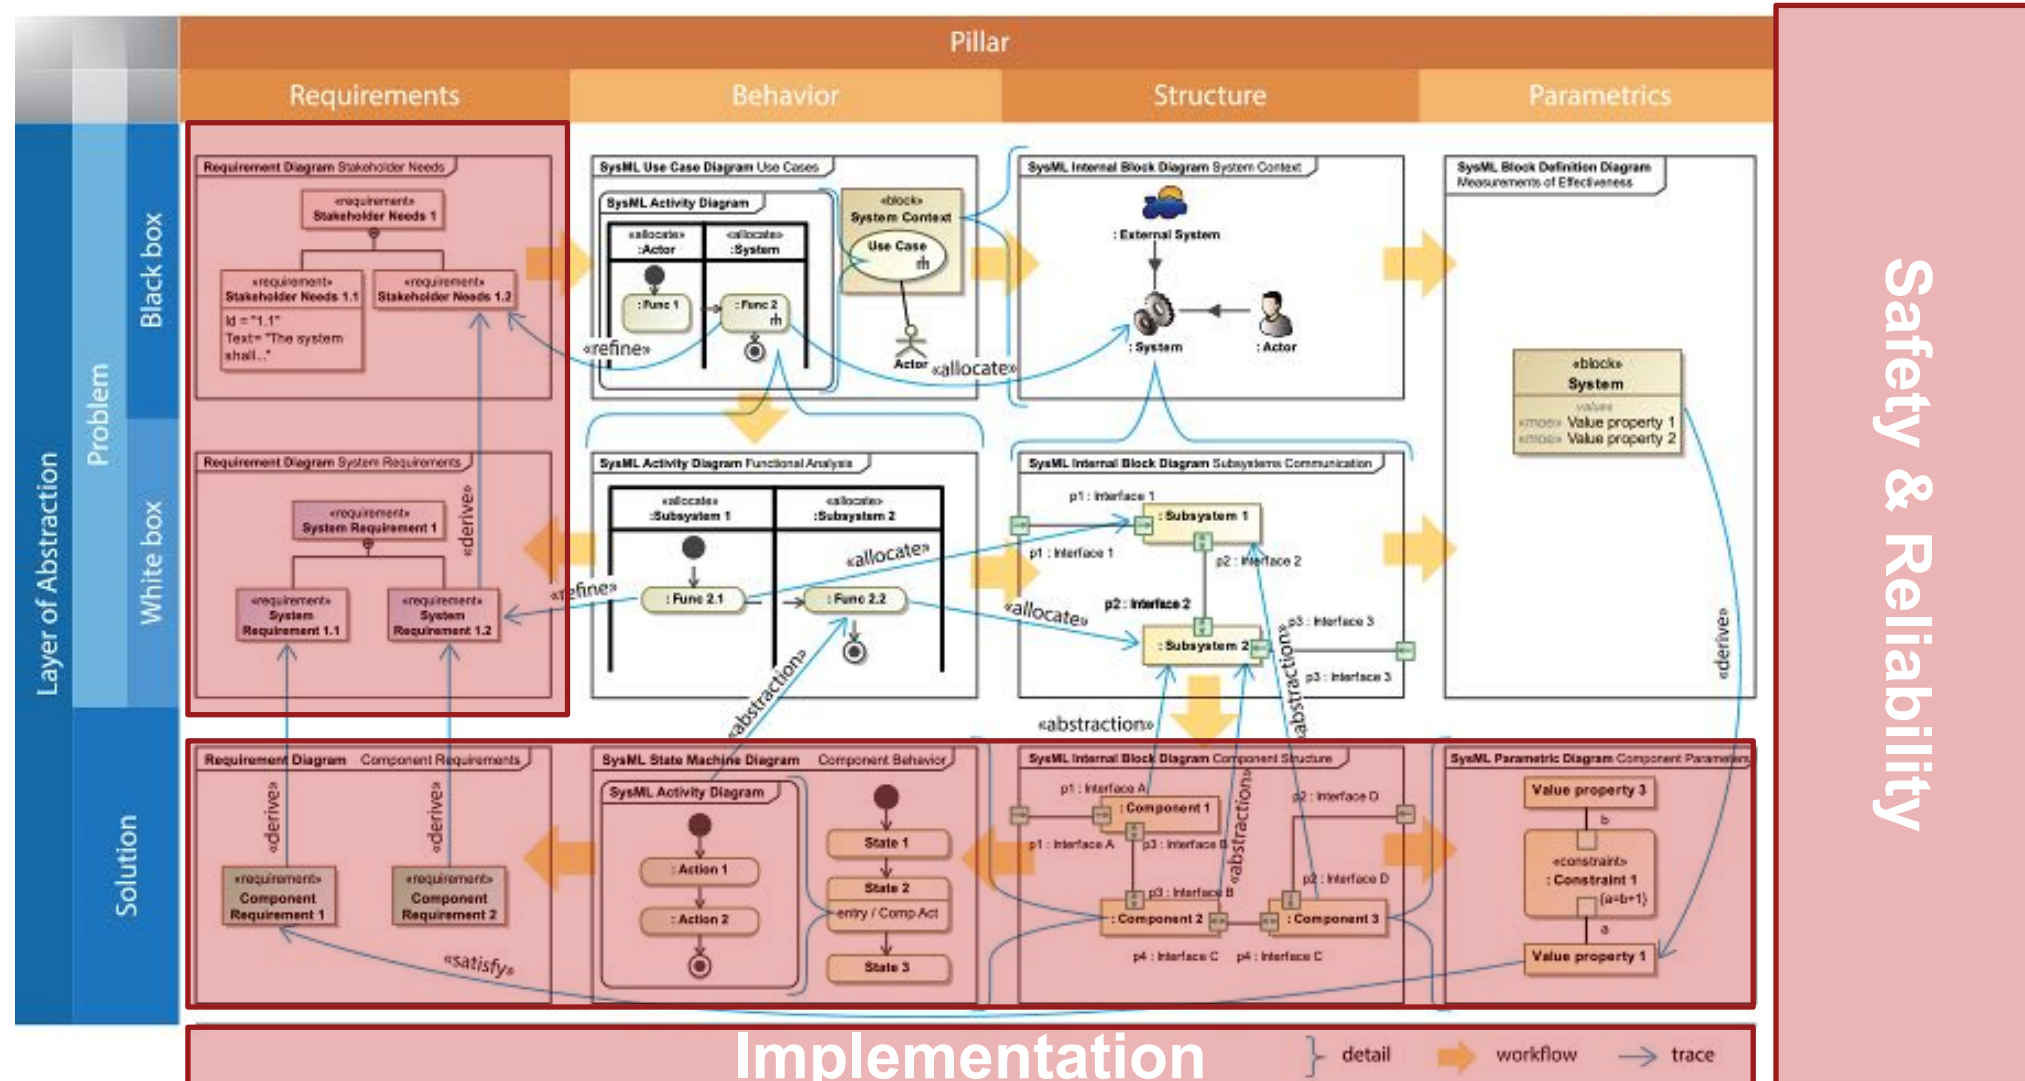 Pillar
Requirements
Behavior
Structure
Parametrics
Layer of Abstraction
Problem
Black box
White box
Solution
Requirement Diagram Stakeholder Needs
«requirement»
Stakeholder Needs 1
«requirement»
Stakeholder Needs 1.1
Id = "1.1"
Text= "The system
shall..."
«requirement»
Stakeholder Needs 1.2
SysML Use Case Diagram Use Cases
SysML Activity Diagram
«allocate»
:Actor
«allocate»
:System
: Func 1
: Func 2
«block»
System Context
Use Case
Actor
«refine»
«allocate»
SysML Internal Block Diagram System Context
: External System
: System
: Actor
SysML Block Definition Diagram
Measurements of Effectiveness
«block»
System
values
«moe» Value property 1
«moe» Value property 2
«derive»
Requirement Diagram System Requirements
«requirement»
System Requirement 1
«derive»
«requirement»
System
Requirement 1.1
«requirement»
System
Requirement 1.2
«refine»
SysML Activity Diagram Functional Analysis
«allocate»
:Subsystem 1
«allocate»
:Subsystem 2
: Func 2.1
: Func 2.2
«allocate»
«allocate»
«abstraction»
SysML Internal Block Diagram Subsystems Communication
p1 : Interface 1
: Subsystem 1
p1 : Interface 1
p2 : Interface 2
p2 : Interface 2
: Subsystem 2
p3 : Interface 3
p3 : Interface 3
«abstraction»
«abstraction»
«abstraction»
Requirement Diagram Component Requirements
«derive»
«derive»
«requirement»
Component
Requirement 1
«requirement»
Component
Requirement 2
«satisfy»
SysML State Machine Diagram Component Behavior
SysML Activity Diagram
: Action 1
: Action 2
State 1
State 2
entry / Comp Act
State 3
SysML Internal Block Diagram Component Structure
p1 : Interface A
: Component 1
p1 : Interface A
p3 : Interface B
p2 : Interface D
p2 : Interface D
p3 : Interface B
: Component 2
: Component 3
p4 : Interface C
p4 : Interface C
SysML Parametric Diagram Component Parameters
Value property 3
b
«constraint»
: Constraint 1
{a=b+1}
a
Value property 1
Implementation
detail
workflow
trace
Safety & Reliability